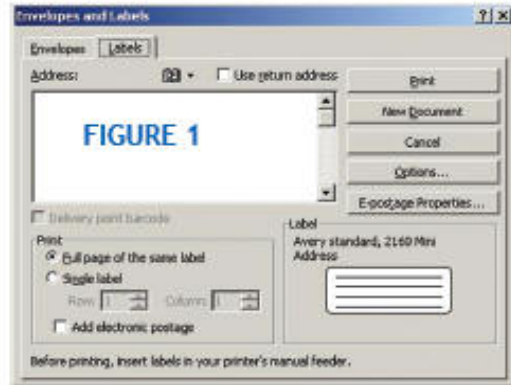 Envelopes and Labels
Envelopes Labels
Address: Use return address
FIGURE 1
Print
New Document
Cancel
Options...
E-postage Properties...
Delivery point barcode
Print
Full page of the same label
Single label
Row: 1 Column: 1
Add electronic postage
Label
Avery standard, 2160 Mini
Address
Before printing, insert labels in your printer's manual feeder.